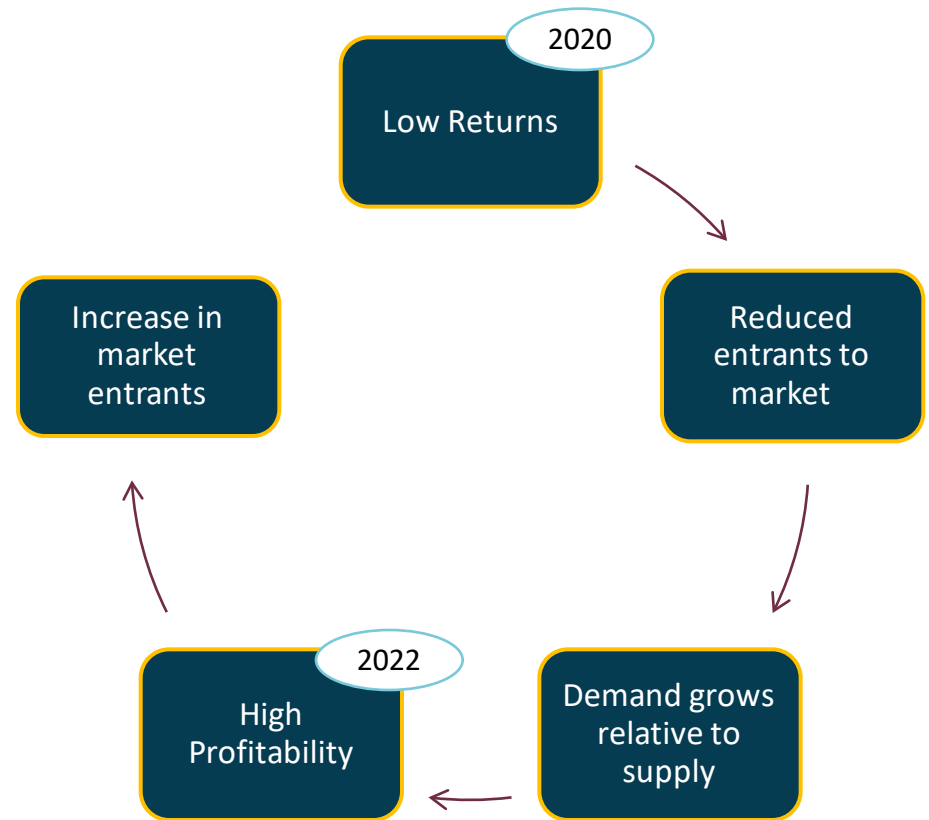 2020
Low Returns
Reduced
entrants to
market
Demand grows
relative to
supply
2022
High
Profitability
Increase in
market
entrants